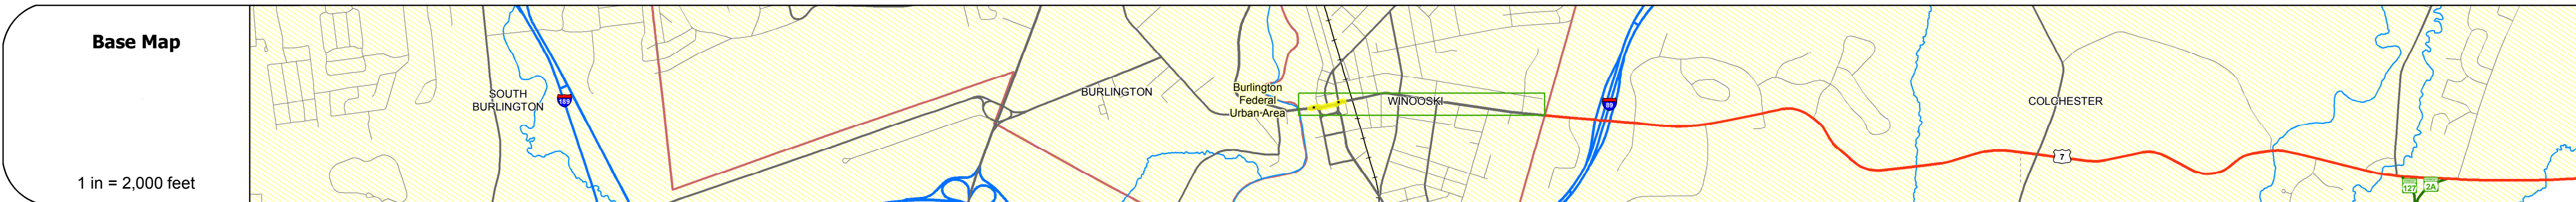 Base Map
1 in = 2,000 feet
SOUTH
BURLINGTON
189
BURLINGTON
Burlington
Federal
Urban Area
WINOOSKI
89
COLCHESTER
7
127
2A